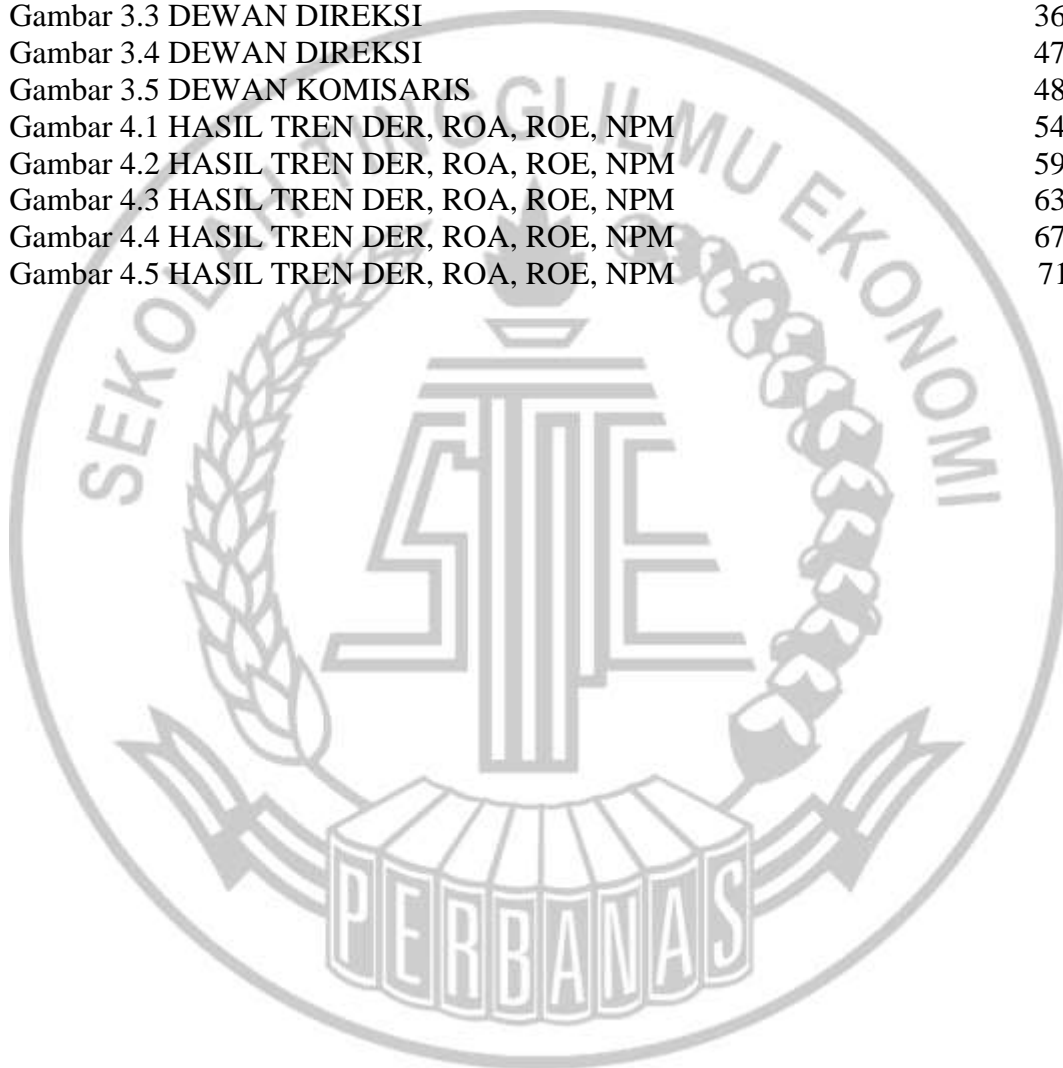 Gambar 3.3 DEWAN DIREKSI 36
Gambar 3.4 DEWAN DIREKSI 47
Gambar 3.5 DEWAN KOMISARIS 48
Gambar 4.1 HASIL TREN DER, ROA, ROE, NPM 54
Gambar 4.2 HASIL TREN DER, ROA, ROE, NPM 59
Gambar 4.3 HASIL TREN DER, ROA, ROE, NPM 63
Gambar 4.4 HASIL TREN DER, ROA, ROE, NPM 67
Gambar 4.5 HASIL TREN DER, ROA, ROE, NPM 71
SEKOLAH TINGGI ILMU EKONOMI
STIE
PERBANAS